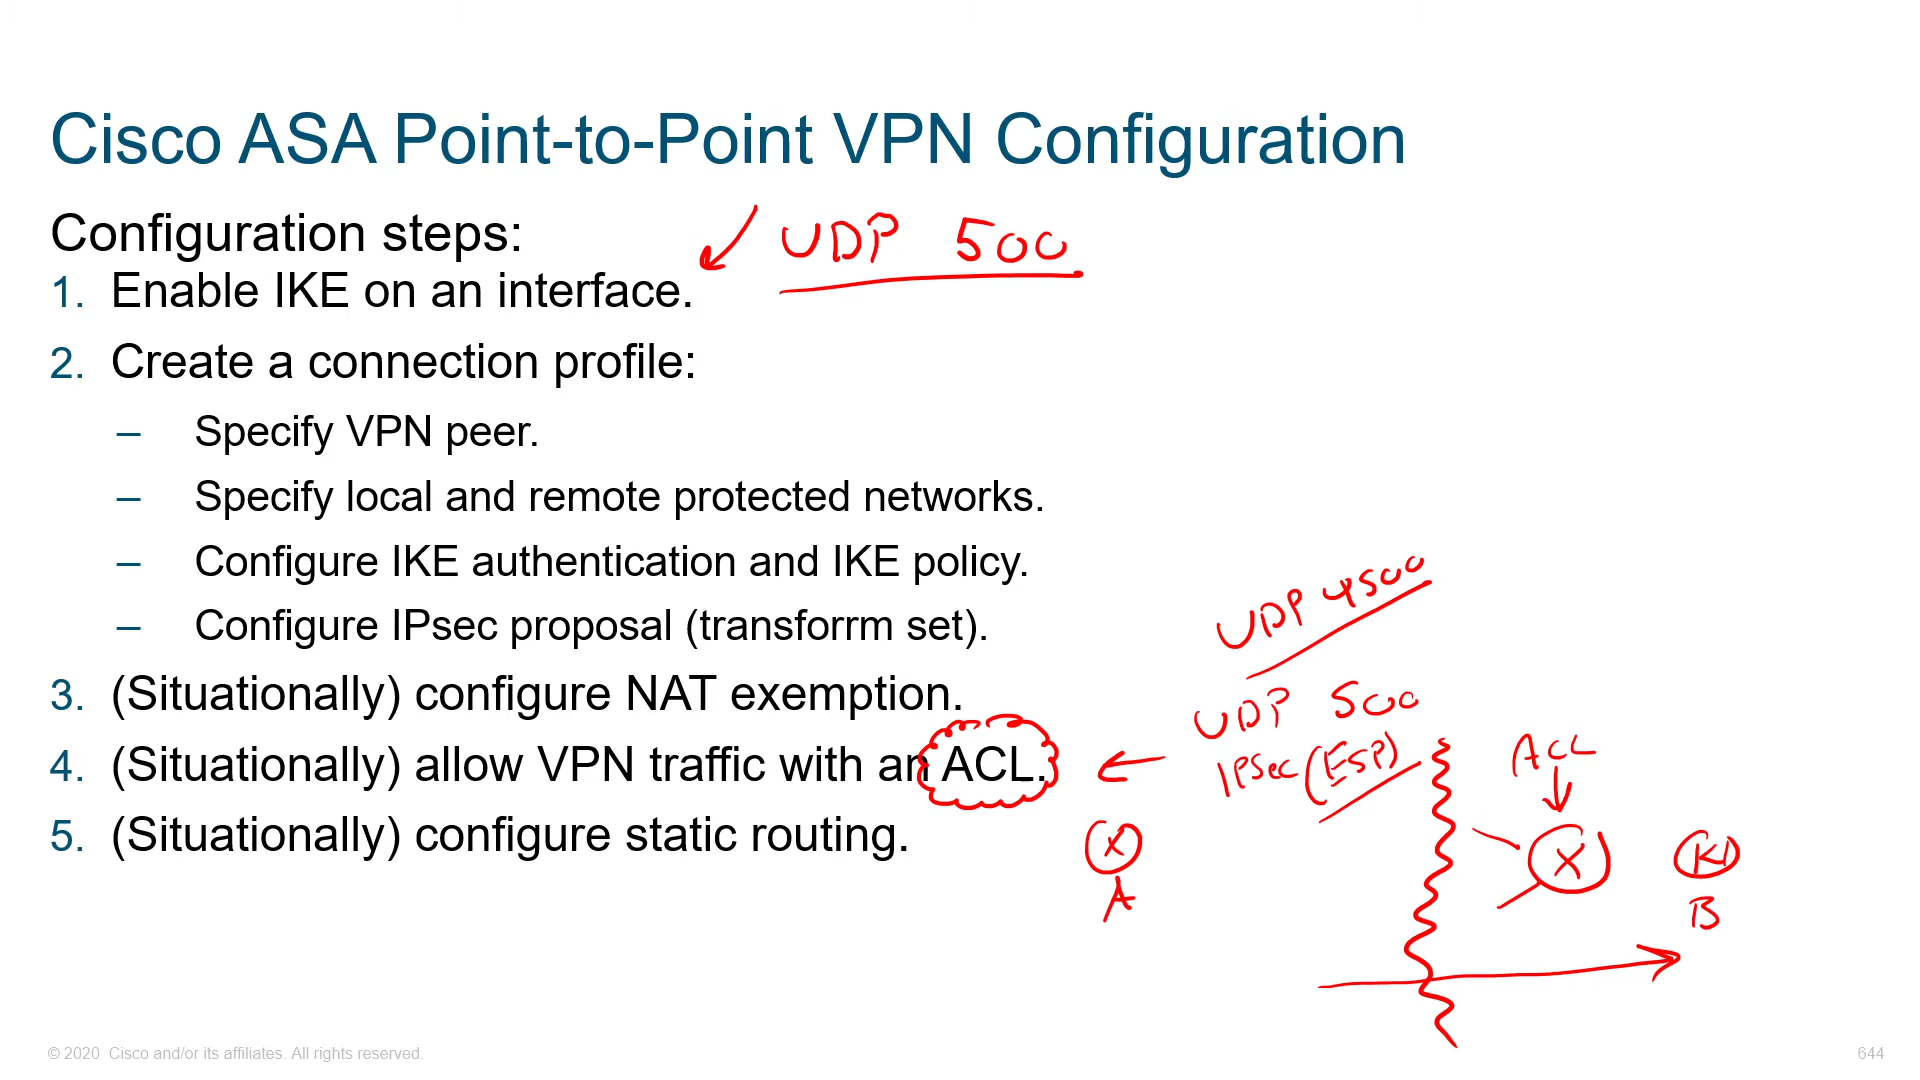 Cisco ASA Point-to-Point VPN Configuration
Configuration steps:
UDP 500
1. Enable IKE on an interface.
2. Create a connection profile:
– Specify VPN peer.
– Specify local and remote protected networks.
– Configure IKE authentication and IKE policy.
– Configure IPsec proposal (transforrm set).
UDP 4500
3. (Situationally) configure NAT exemption.
UDP 500
4. (Situationally) allow VPN traffic with an ACL.
IPSec (ESP)
ACL
5. (Situationally) configure static routing.
X
X
A
B
© 2020 Cisco and/or its affiliates. All rights reserved.
644